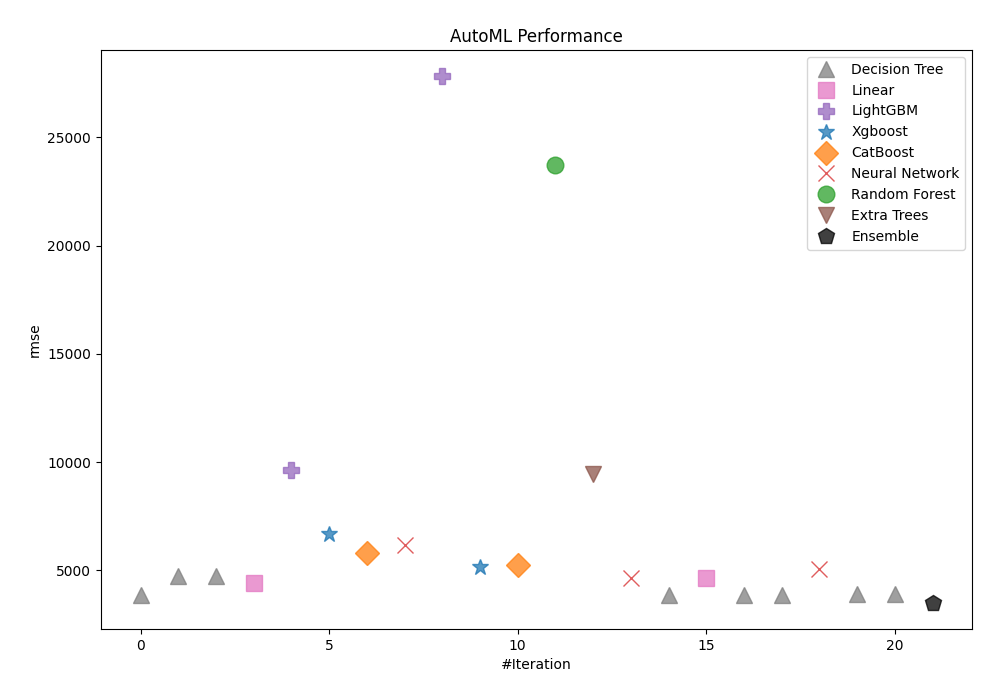 AutoML Performance
25000
20000
15000
10000
5000
rmse
0
5
10
15
20
#Iteration
Decision Tree
Linear
LightGBM
Xgboost
CatBoost
Neural Network
Random Forest
Extra Trees
Ensemble